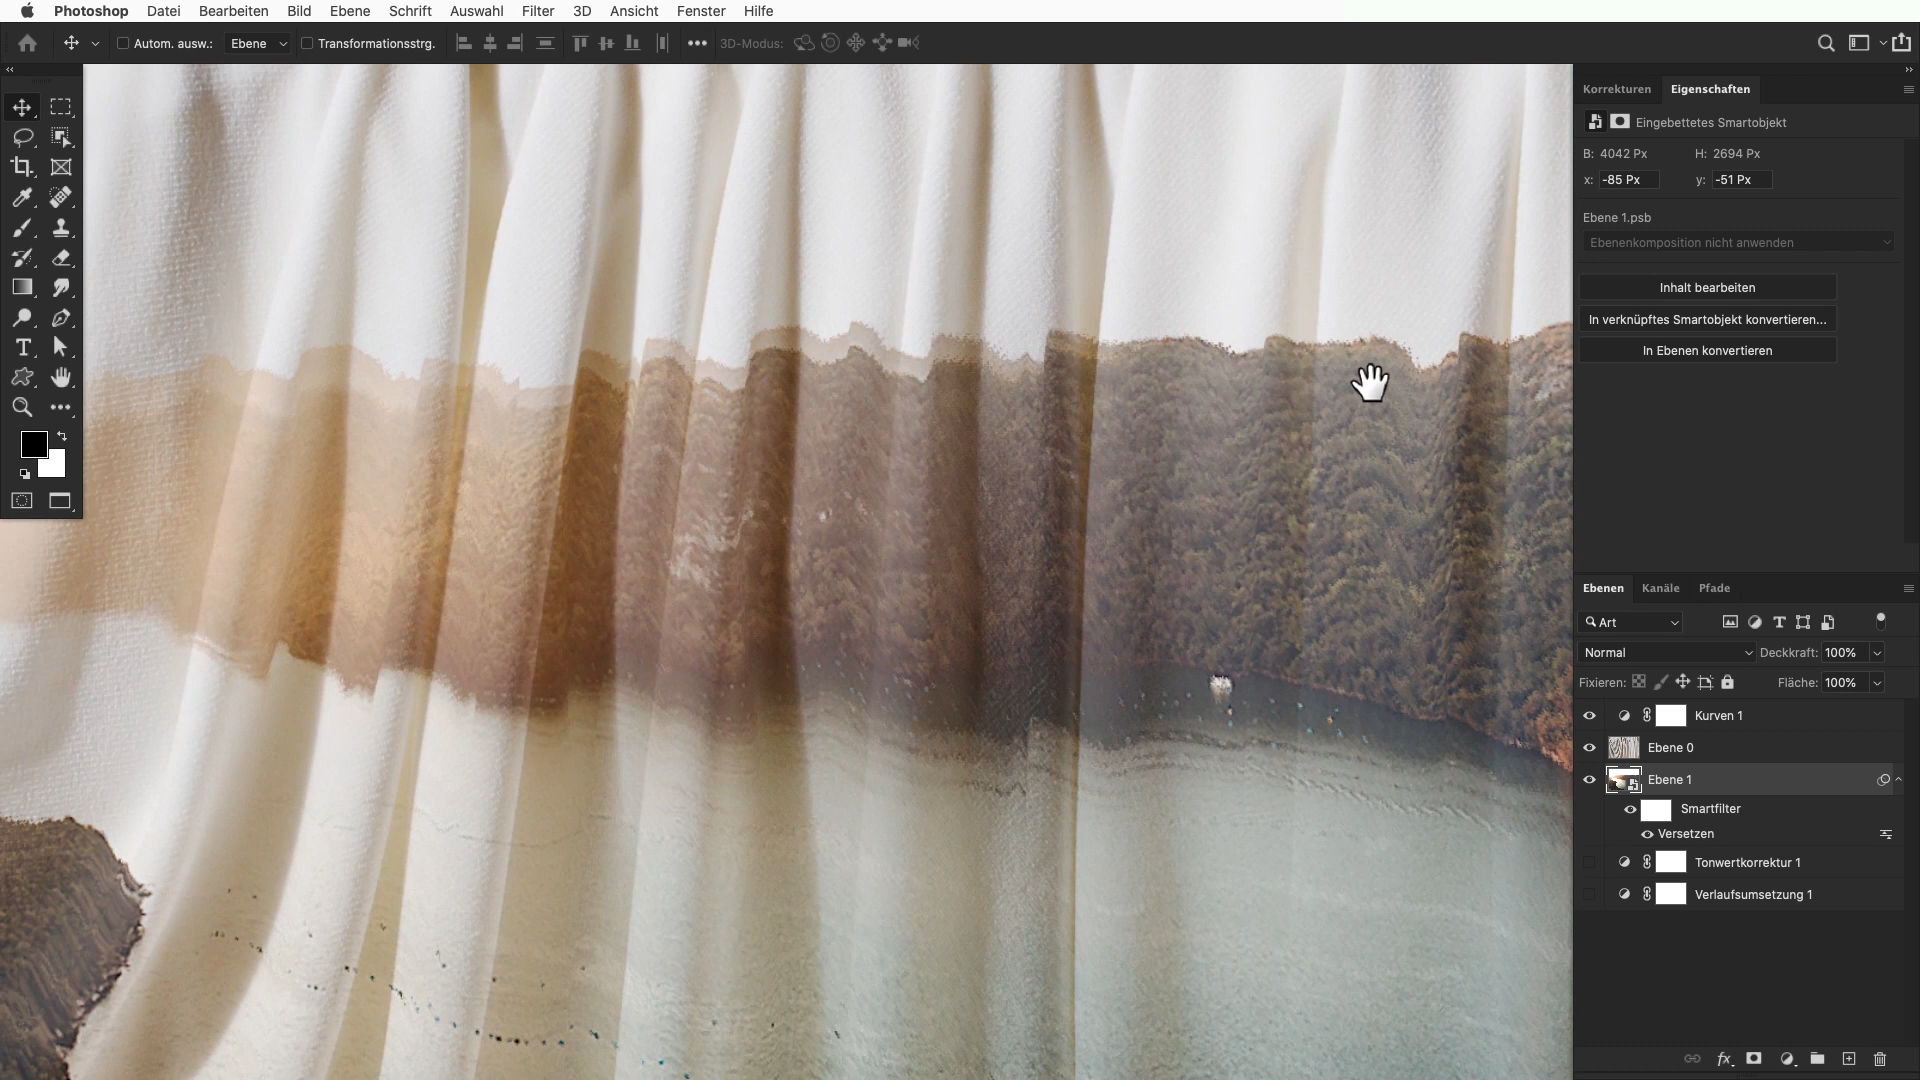 Photoshop Datei Bearbeiten Bild Ebene Schrift Auswahl Filter 3D Ansicht Fenster Hilfe
Autom. ausw.: Ebene Transformationsstrg. 3D-Modus:
Korrekturen Eigenschaften
Eingebettetes Smartobjekt
B: 4042 Px H: 2694 Px
x: -85 Px y: -51 Px
Ebene 1.psb
Ebenenkomposition nicht anwenden
Inhalt bearbeiten
In verknüpftes Smartobjekt konvertieren...
In Ebenen konvertieren
Ebenen Kanäle Pfade
Art
Normal Deckkraft: 100%
Fixieren: Fläche: 100%
Kurven 1
Ebene 0
Ebene 1
Smartfilter
Versetzen
Tonwertkorrektur 1
Verlaufsumsetzung 1